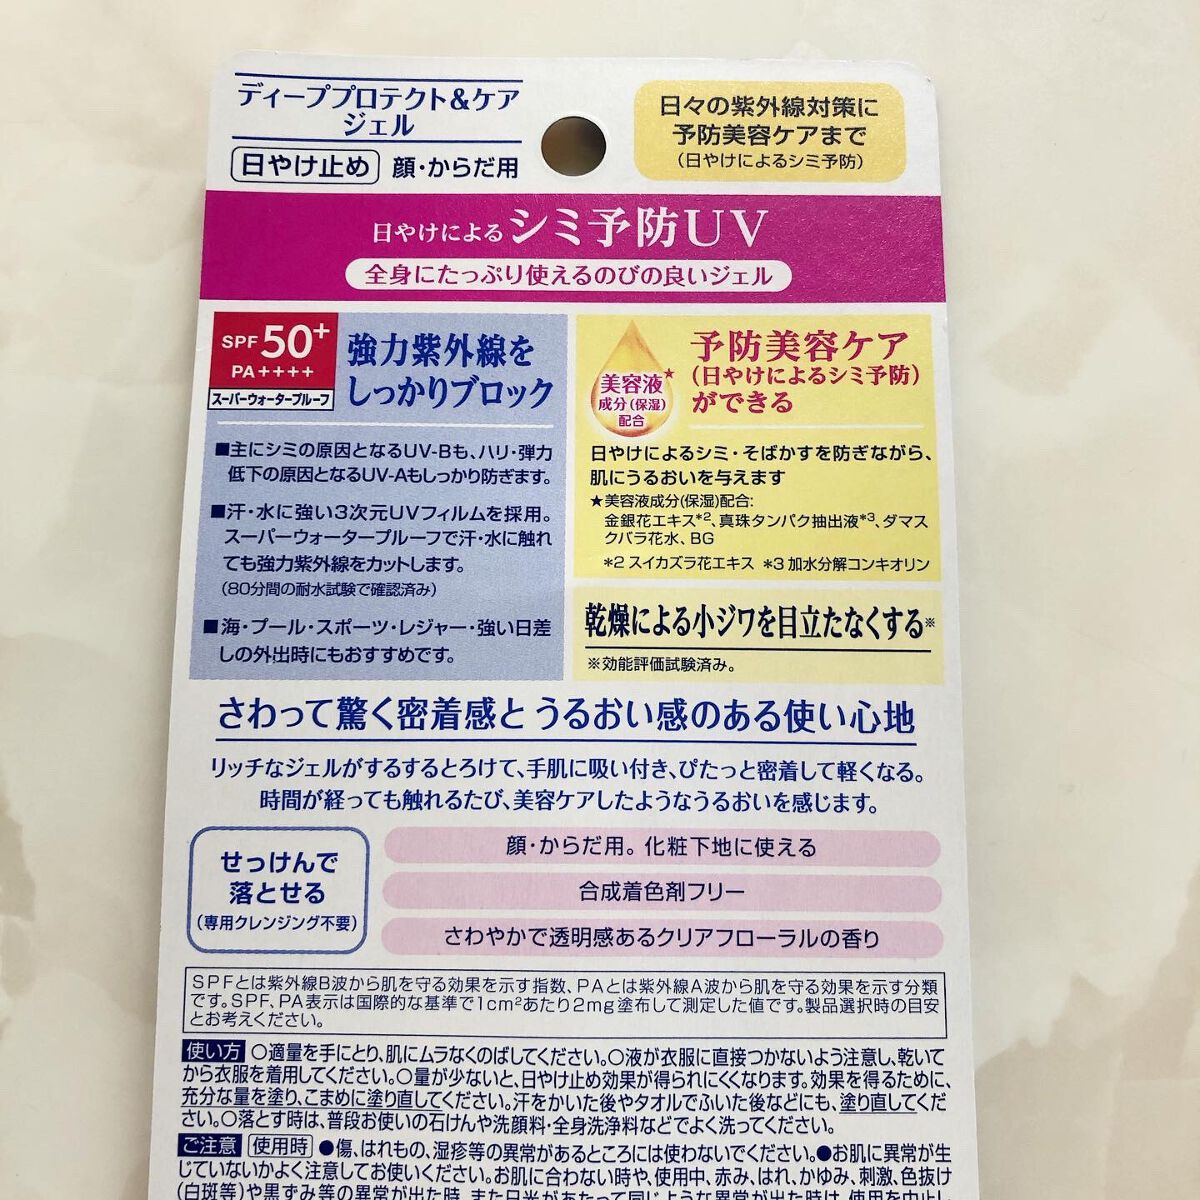 ディーププロテクト&ケア
ジェル
日やけ止め 顔・からだ用
日々の紫外線対策に
予防美容ケアまで
(日やけによるシミ予防)
日やけによる シミ予防UV
全身にたっぷり使えるのびの良いジェル
SPF 50+
PA++++
スーパーウォータープルーフ
強力紫外線を
しっかりブロック
■主にシミの原因となるUV-Bも、ハリ・弾力
低下の原因となるUV-Aもしっかり防ぎます。
■汗・水に強い3次元UVフィルムを採用。
スーパーウォータープルーフで汗・水に触れ
ても強力紫外線をカットします。
(80分間の耐水試験で確認済み)
■海・プール・スポーツ・レジャー・強い日差
しの外出時にもおすすめです。
美容液★
成分(保湿)
配合
予防美容ケア
(日やけによるシミ予防)
ができる
日やけによるシミ・そばかすを防ぎながら、
肌にうるおいを与えます
★美容液成分(保湿)配合:
金銀花エキス*2、真珠タンパク抽出液*3、ダマス
クバラ花水、BG
*2 スイカズラ花エキス *3 加水分解コンキオリン
乾燥による小ジワを目立たなくする※
※効能評価試験済み。
さわって驚く密着感とうるおい感のある使い心地
リッチなジェルがするするとろけて、手肌に吸い付き、ぴたっと密着して軽くなる。
時間が経っても触れるたび、美容ケアしたようなうるおいを感じます。
せっけんで
落とせる
(専用クレンジング不要)
顔・からだ用。化粧下地に使える
合成着色剤フリー
さわやかで透明感あるクリアフローラルの香り
SPFとは紫外線B波から肌を守る効果を示す指数、PAとは紫外線A波から肌を守る効果を示す分類
です。SPF、PA表示は国際的な基準で1cm²あたり2mg塗布して測定した値です。製品選択時の目安
とお考えください。
使い方 ○適量を手にとり、肌にムラなくのばしてください。○液が衣服に直接つかないよう注意し、乾いて
から衣服を着用してください。○量が少ないと、日やけ止め効果が得られにくくなります。効果を得るために、
充分な量を塗り、こまめに塗り直してください。汗をかいた後やタオルでふいた後などにも、塗り直してくだ
さい。○落とす時は、普段お使いの石けんや洗顔料・全身洗浄料などでよく洗ってください。
ご注意 使用時 ●傷、はれもの、湿疹等の異常があるところには使わないでください。●お肌に異常が生
じていないかよく注意してお使いください。お肌に合わない時や、使用中、赤み、はれ、かゆみ、刺激、色抜け
(白斑等)や黒ずみ等の異常が出た時、また日光があたって同じような異常が出た時は、使用を中止し